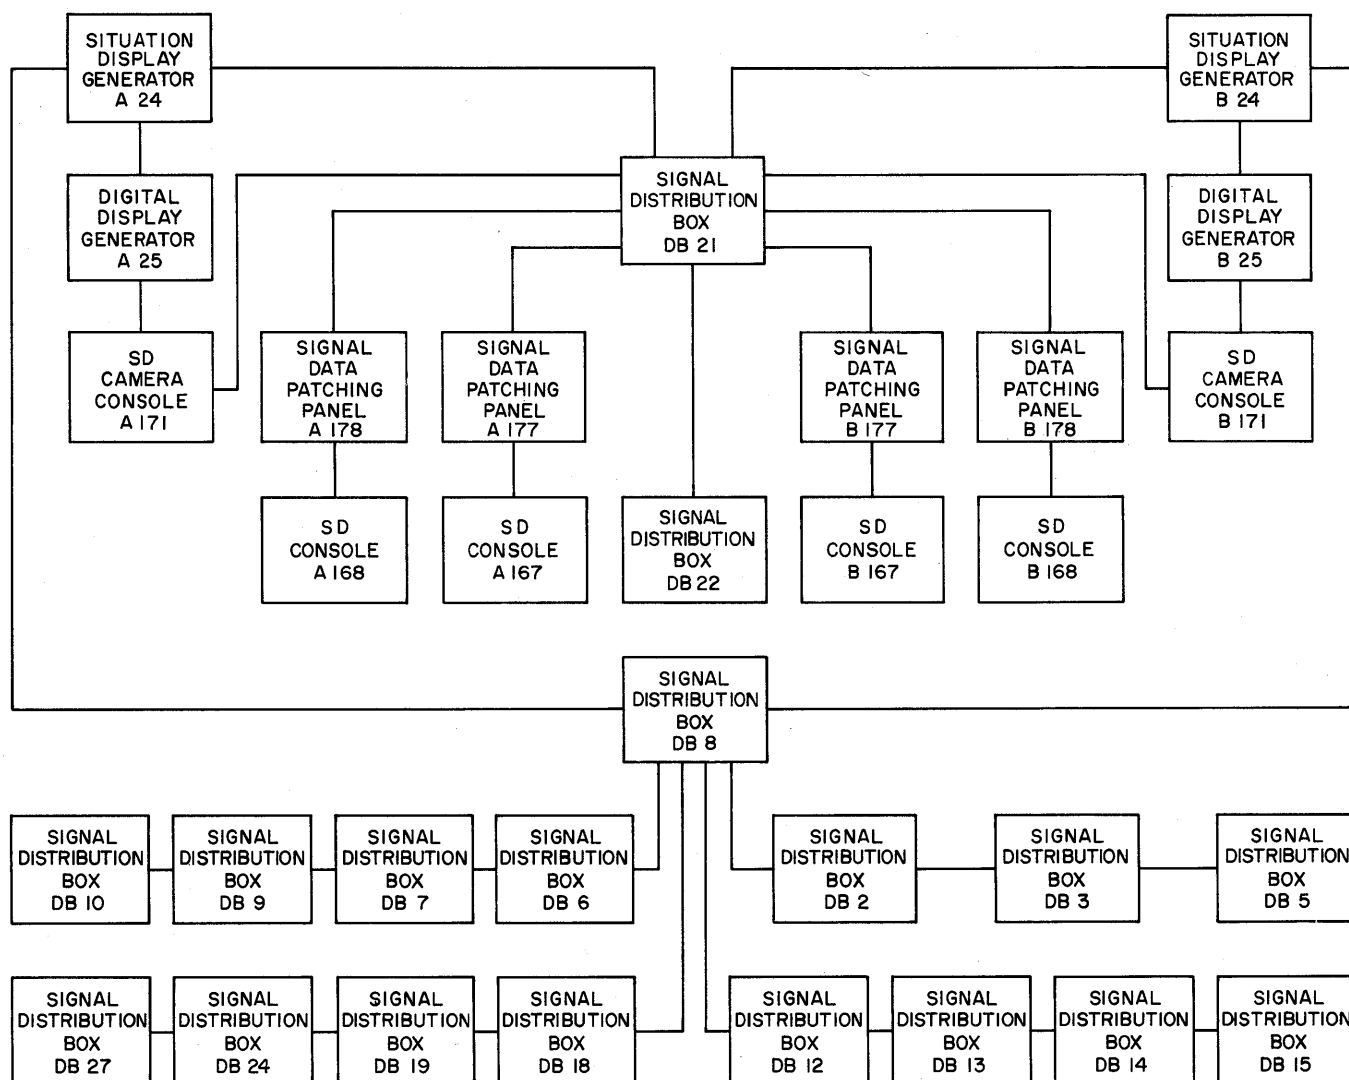 SITUATION
DISPLAY
GENERATOR
A 24
SITUATION
DISPLAY
GENERATOR
B 24
SIGNAL
DISTRIBUTION
BOX
DB 21
DIGITAL
DISPLAY
GENERATOR
A 25
DIGITAL
DISPLAY
GENERATOR
B 25
SD
CAMERA
CONSOLE
A 171
SIGNAL
DATA
PATCHING
PANEL
A 178
SIGNAL
DATA
PATCHING
PANEL
A 177
SIGNAL
DATA
PATCHING
PANEL
B 177
SIGNAL
DATA
PATCHING
PANEL
B 178
SD
CAMERA
CONSOLE
B 171
SD
CONSOLE
A 168
SD
CONSOLE
A 167
SIGNAL
DISTRIBUTION
BOX
DB 22
SD
CONSOLE
B 167
SD
CONSOLE
B 168
SIGNAL
DISTRIBUTION
BOX
DB 8
SIGNAL
DISTRIBUTION
BOX
DB 10
SIGNAL
DISTRIBUTION
BOX
DB 9
SIGNAL
DISTRIBUTION
BOX
DB 7
SIGNAL
DISTRIBUTION
BOX
DB 6
SIGNAL
DISTRIBUTION
BOX
DB 2
SIGNAL
DISTRIBUTION
BOX
DB 3
SIGNAL
DISTRIBUTION
BOX
DB 5
SIGNAL
DISTRIBUTION
BOX
DB 27
SIGNAL
DISTRIBUTION
BOX
DB 24
SIGNAL
DISTRIBUTION
BOX
DB 19
SIGNAL
DISTRIBUTION
BOX
DB 18
SIGNAL
DISTRIBUTION
BOX
DB 12
SIGNAL
DISTRIBUTION
BOX
DB 13
SIGNAL
DISTRIBUTION
BOX
DB 14
SIGNAL
DISTRIBUTION
BOX
DB 15